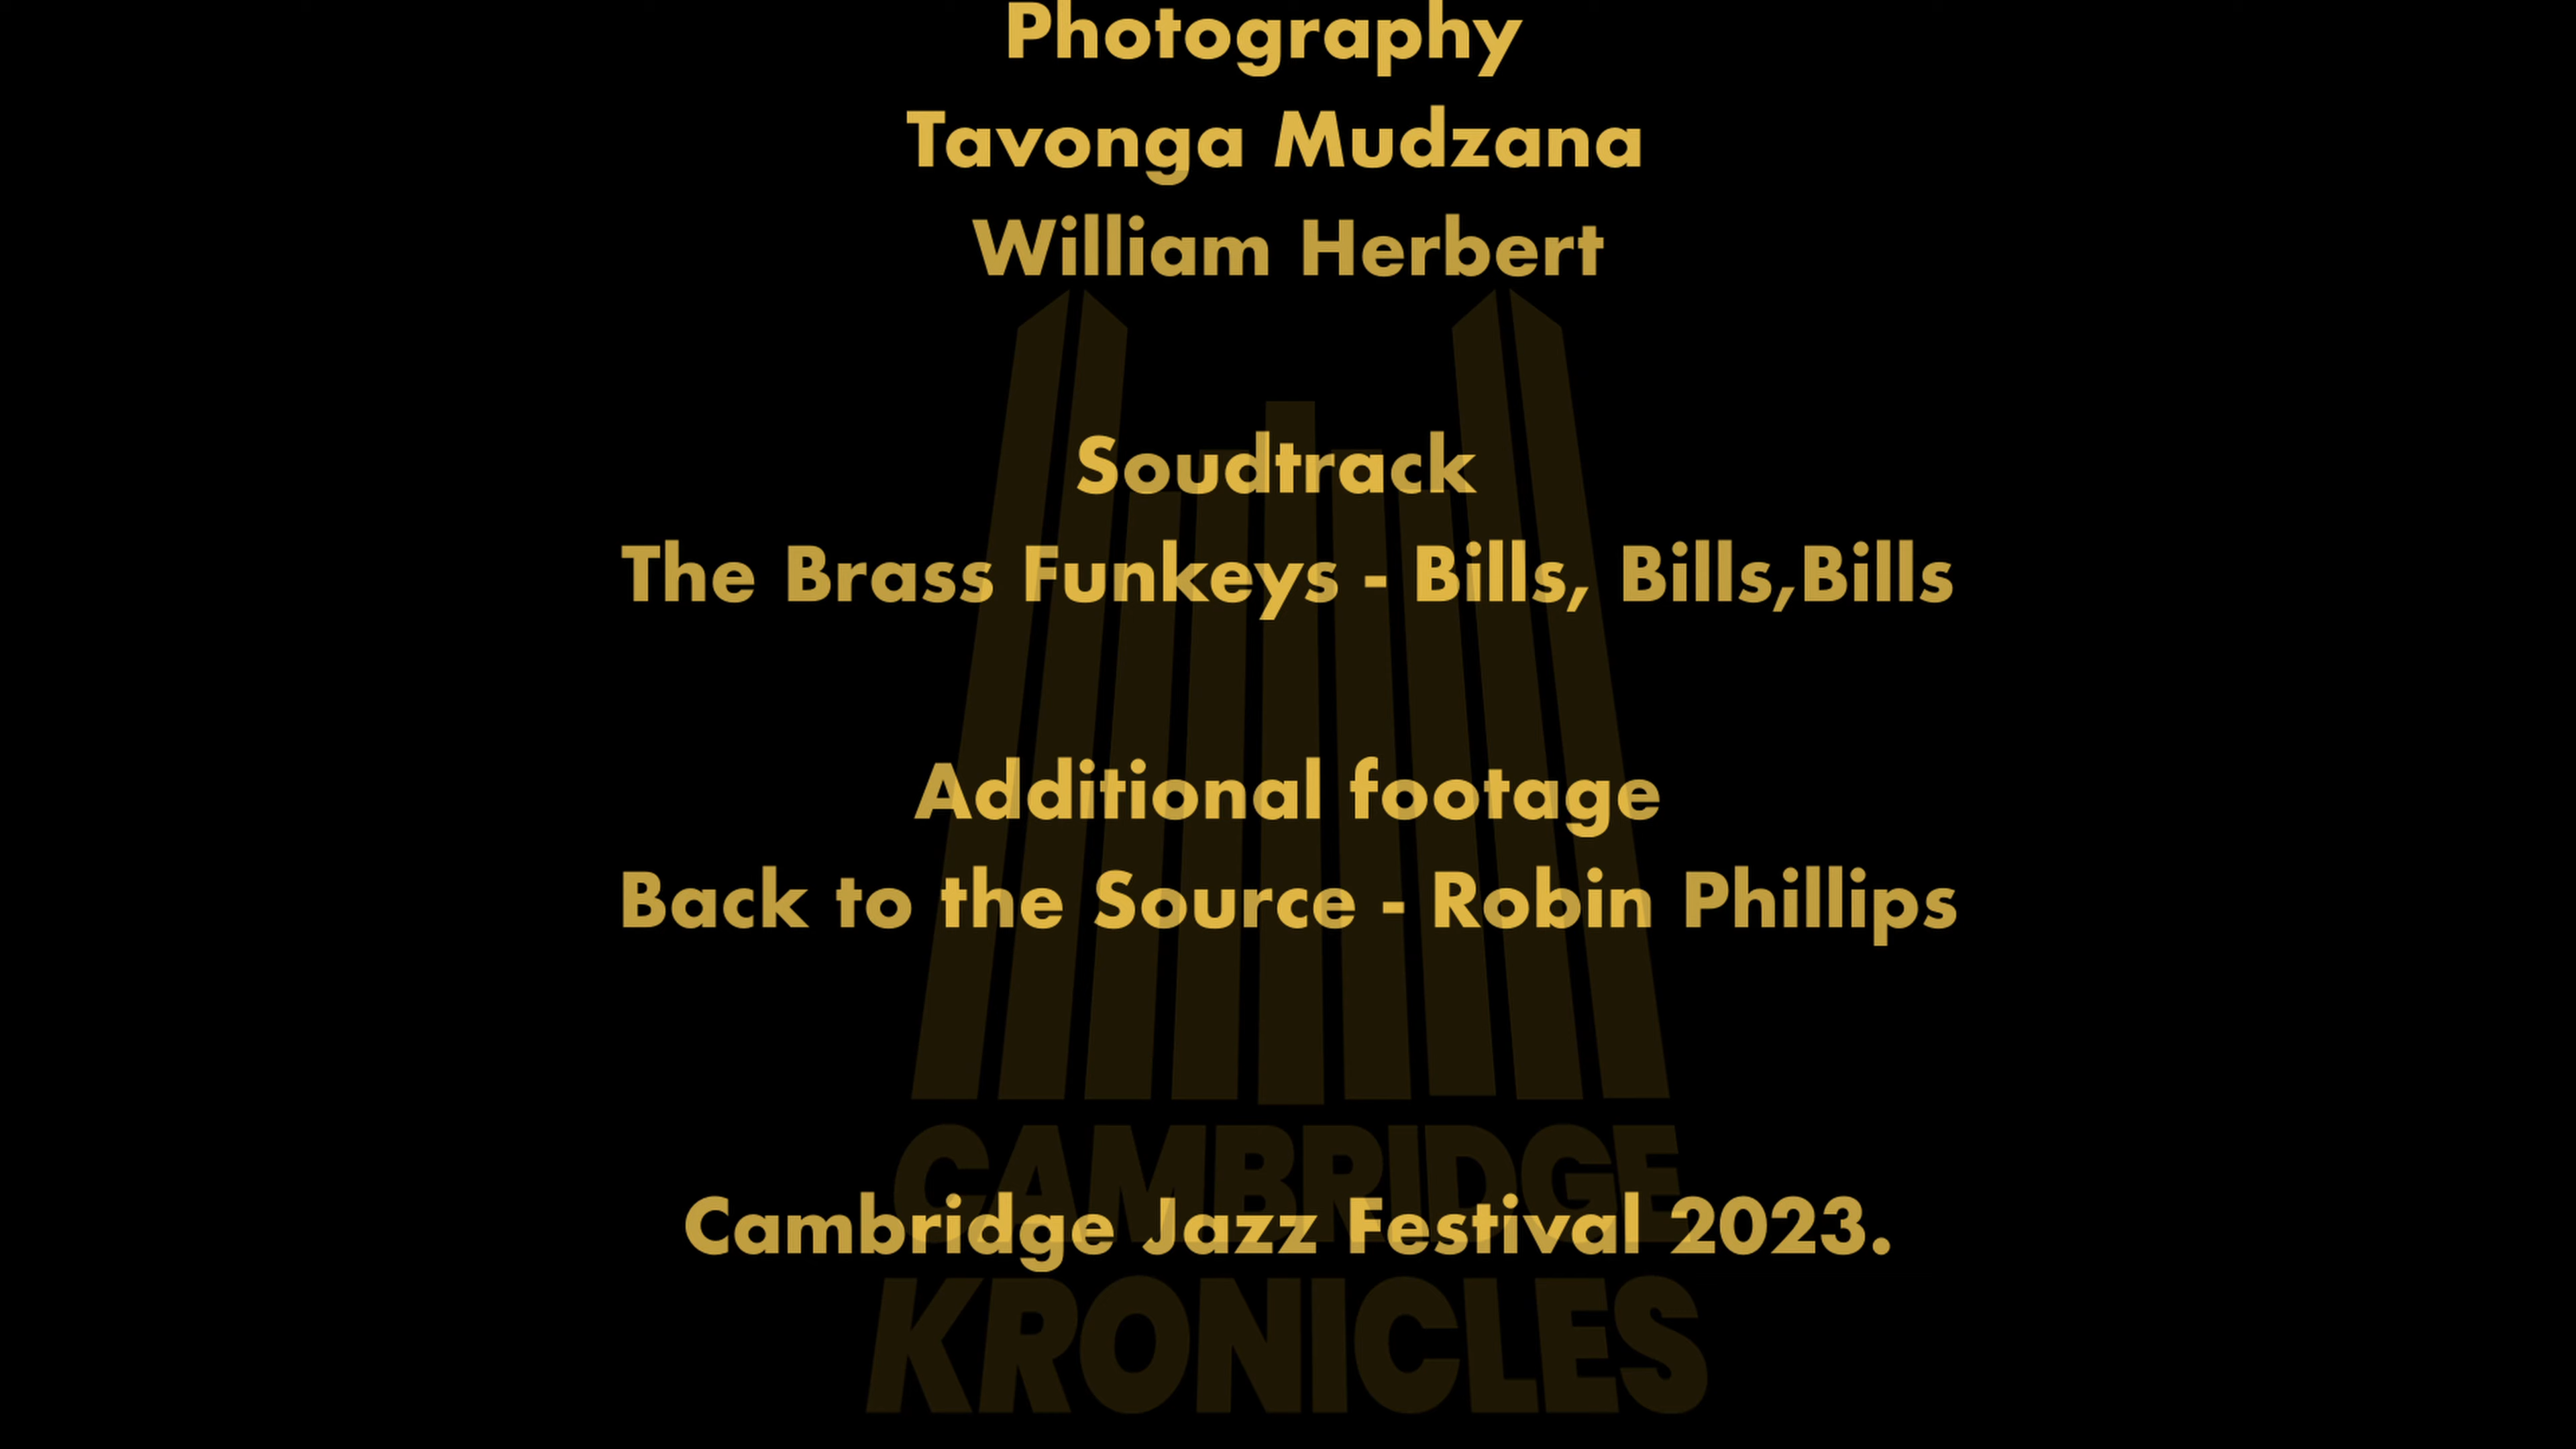 Photography
Tavonga Mudzana
William Herbert
Soudtrack
The Brass Funkeys - Bills, Bills,Bills
Additional footage
Back to the Source - Robin Phillips
Cambridge Jazz Festival 2023.
CAMBRIDGE
KRONICLES